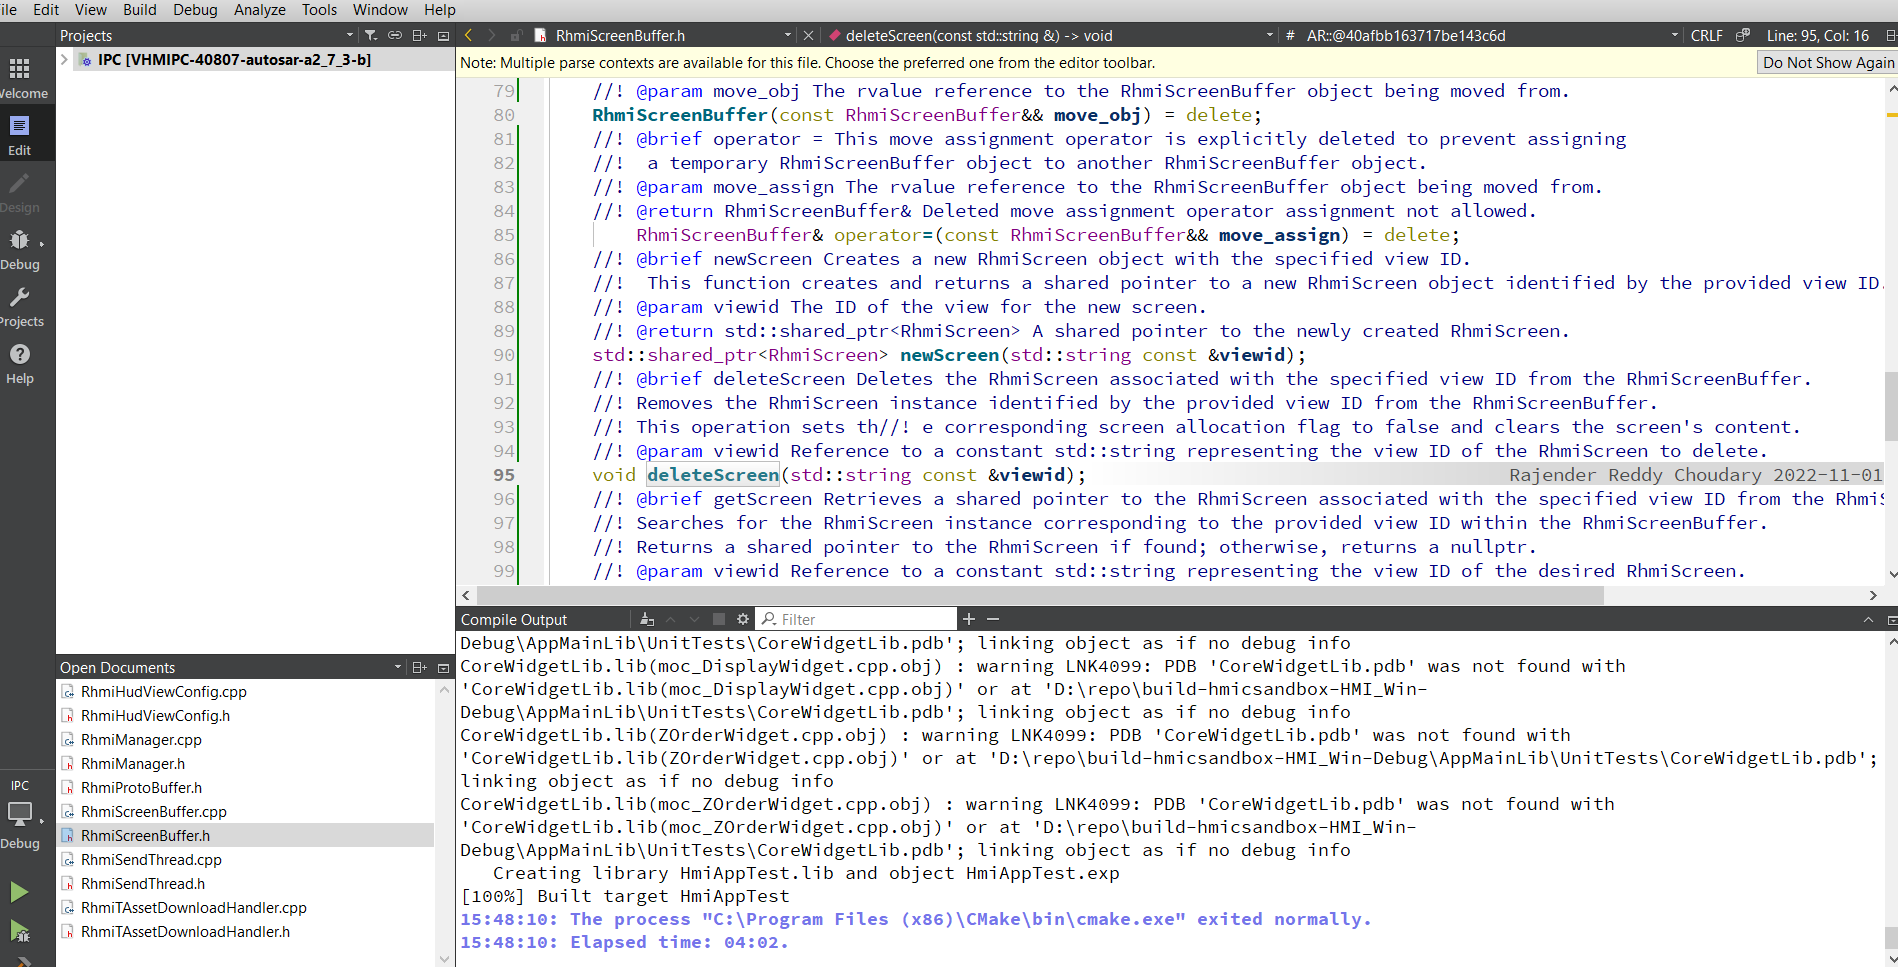 ile Edit View Build Debug Analyze Tools Window Help
Projects
IPC [VHMIPC-40807-autosar-a2_7_3-b]
Welcome
Edit
Design
Debug
Projects
Help
IPC
Debug
RhmiScreenBuffer.h
deleteScreen(const std::string &) -> void
# AR::@40afbb163717be143c6d
CRLF
Line: 95, Col: 16
Note: Multiple parse contexts are available for this file. Choose the preferred one from the editor toolbar.
Do Not Show Again
79 //! @param move_obj The rvalue reference to the RhmiScreenBuffer object being moved from.
80 RhmiScreenBuffer(const RhmiScreenBuffer&& move_obj) = delete;
81 //! @brief operator = This move assignment operator is explicitly deleted to prevent assigning
82 //!  a temporary RhmiScreenBuffer object to another RhmiScreenBuffer object.
83 //! @param move_assign The rvalue reference to the RhmiScreenBuffer object being moved from.
84 //! @return RhmiScreenBuffer& Deleted move assignment operator assignment not allowed.
85 RhmiScreenBuffer& operator=(const RhmiScreenBuffer&& move_assign) = delete;
86 //! @brief newScreen Creates a new RhmiScreen object with the specified view ID.
87 //!  This function creates and returns a shared pointer to a new RhmiScreen object identified by the provided view ID.
88 //! @param viewid The ID of the view for the new screen.
89 //! @return std::shared_ptr<RhmiScreen> A shared pointer to the newly created RhmiScreen.
90 std::shared_ptr<RhmiScreen> newScreen(std::string const &viewid);
91 //! @brief deleteScreen Deletes the RhmiScreen associated with the specified view ID from the RhmiScreenBuffer.
92 //! Removes the RhmiScreen instance identified by the provided view ID from the RhmiScreenBuffer.
93 //! This operation sets th//! e corresponding screen allocation flag to false and clears the screen's content.
94 //! @param viewid Reference to a constant std::string representing the view ID of the RhmiScreen to delete.
95 void deleteScreen(std::string const &viewid); Rajender Reddy Choudary 2022-11-01
96 //! @brief getScreen Retrieves a shared pointer to the RhmiScreen associated with the specified view ID from the RhmiS
97 //! Searches for the RhmiScreen instance corresponding to the provided view ID within the RhmiScreenBuffer.
98 //! Returns a shared pointer to the RhmiScreen if found; otherwise, returns a nullptr.
99 //! @param viewid Reference to a constant std::string representing the view ID of the desired RhmiScreen.
Open Documents
RhmiHudViewConfig.cpp
RhmiHudViewConfig.h
RhmiManager.cpp
RhmiManager.h
RhmiProtoBuffer.h
RhmiScreenBuffer.cpp
RhmiScreenBuffer.h
RhmiSendThread.cpp
RhmiSendThread.h
RhmiTAssetDownloadHandler.cpp
RhmiTAssetDownloadHandler.h
Compile Output
Filter
Debug\AppMainLib\UnitTests\CoreWidgetLib.pdb'; linking object as if no debug info
CoreWidgetLib.lib(moc_DisplayWidget.cpp.obj) : warning LNK4099: PDB 'CoreWidgetLib.pdb' was not found with
'CoreWidgetLib.lib(moc_DisplayWidget.cpp.obj)' or at 'D:\repo\build-hmicsandbox-HMI_Win-
Debug\AppMainLib\UnitTests\CoreWidgetLib.pdb'; linking object as if no debug info
CoreWidgetLib.lib(ZOrderWidget.cpp.obj) : warning LNK4099: PDB 'CoreWidgetLib.pdb' was not found with
'CoreWidgetLib.lib(ZOrderWidget.cpp.obj)' or at 'D:\repo\build-hmicsandbox-HMI_Win-Debug\AppMainLib\UnitTests\CoreWidgetLib.pdb';
linking object as if no debug info
CoreWidgetLib.lib(moc_ZOrderWidget.cpp.obj) : warning LNK4099: PDB 'CoreWidgetLib.pdb' was not found with
'CoreWidgetLib.lib(moc_ZOrderWidget.cpp.obj)' or at 'D:\repo\build-hmicsandbox-HMI_Win-
Debug\AppMainLib\UnitTests\CoreWidgetLib.pdb'; linking object as if no debug info
Creating library HmiAppTest.lib and object HmiAppTest.exp
[100%] Built target HmiAppTest
15:48:10: The process "C:\Program Files (x86)\CMake\bin\cmake.exe" exited normally.
15:48:10: Elapsed time: 04:02.